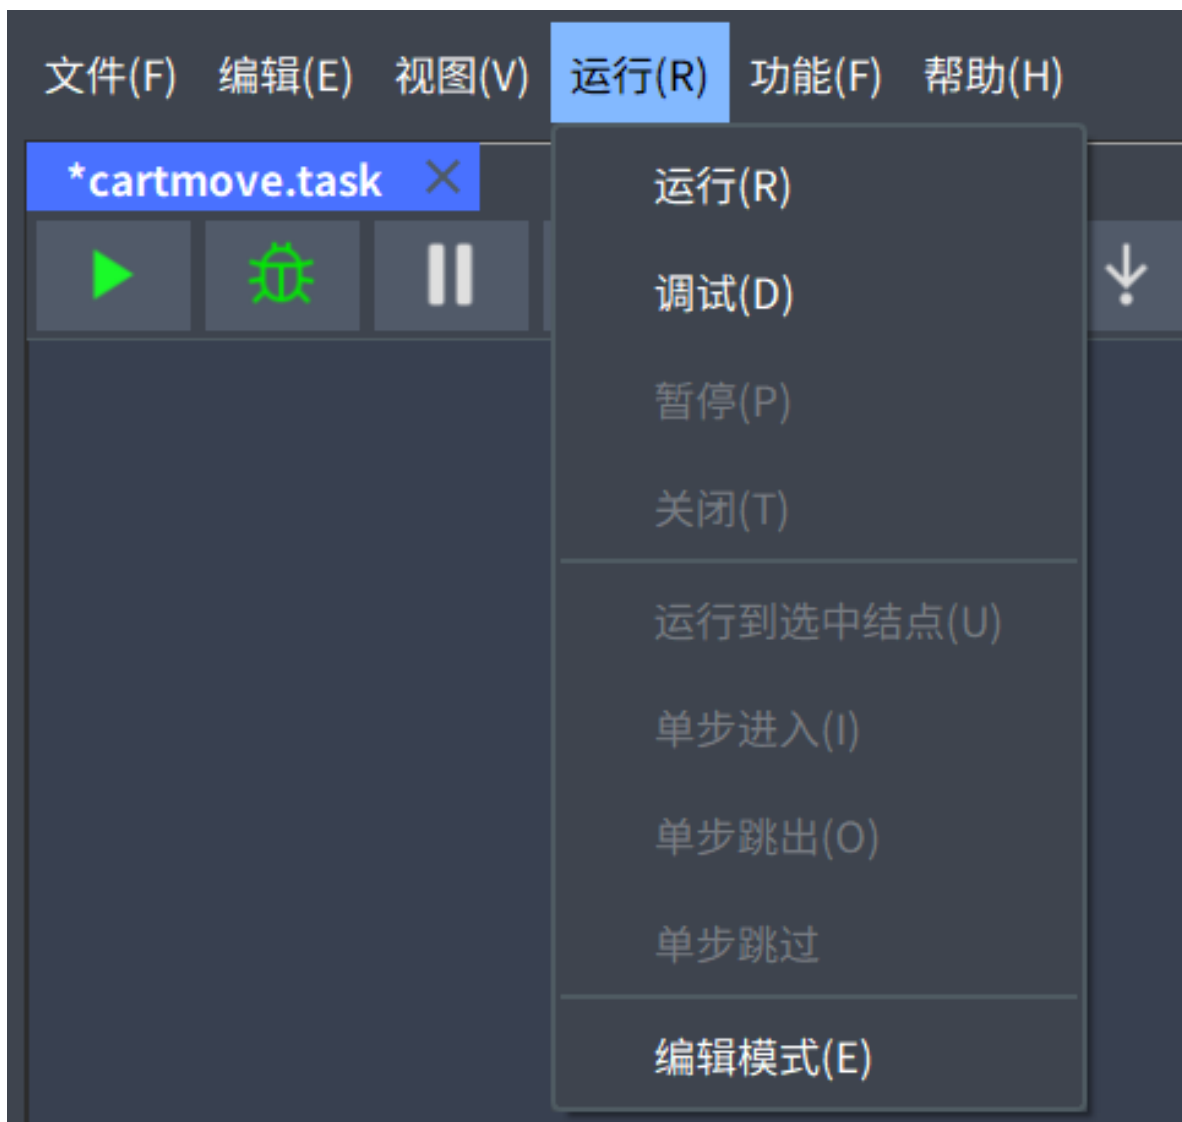 文件(F) 编辑(E) 视图(V) 运行(R) 功能(F) 帮助(H)
*cartmove.task
运行(R)
调试(D)
暂停(P)
关闭(T)
运行到选中结点(U)
单步进入(I)
单步跳出(O)
单步跳过
编辑模式(E)